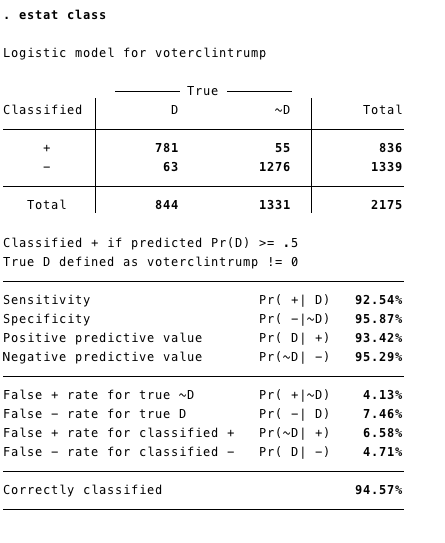 . estat class
Logistic model for voterclintrump
True
Classified D ~D Total
+ 781 55 836
− 63 1276 1339
Total 844 1331 2175
Classified + if predicted Pr(D) >= .5
True D defined as voterclintrump != 0
Sensitivity Pr( +| D) 92.54%
Specificity Pr( −|~D) 95.87%
Positive predictive value Pr( D| +) 93.42%
Negative predictive value Pr(~D| −) 95.29%
False + rate for true ~D Pr( +|~D) 4.13%
False − rate for true D Pr( −| D) 7.46%
False + rate for classified + Pr(~D| +) 6.58%
False − rate for classified − Pr( D| −) 4.71%
Correctly classified 94.57%